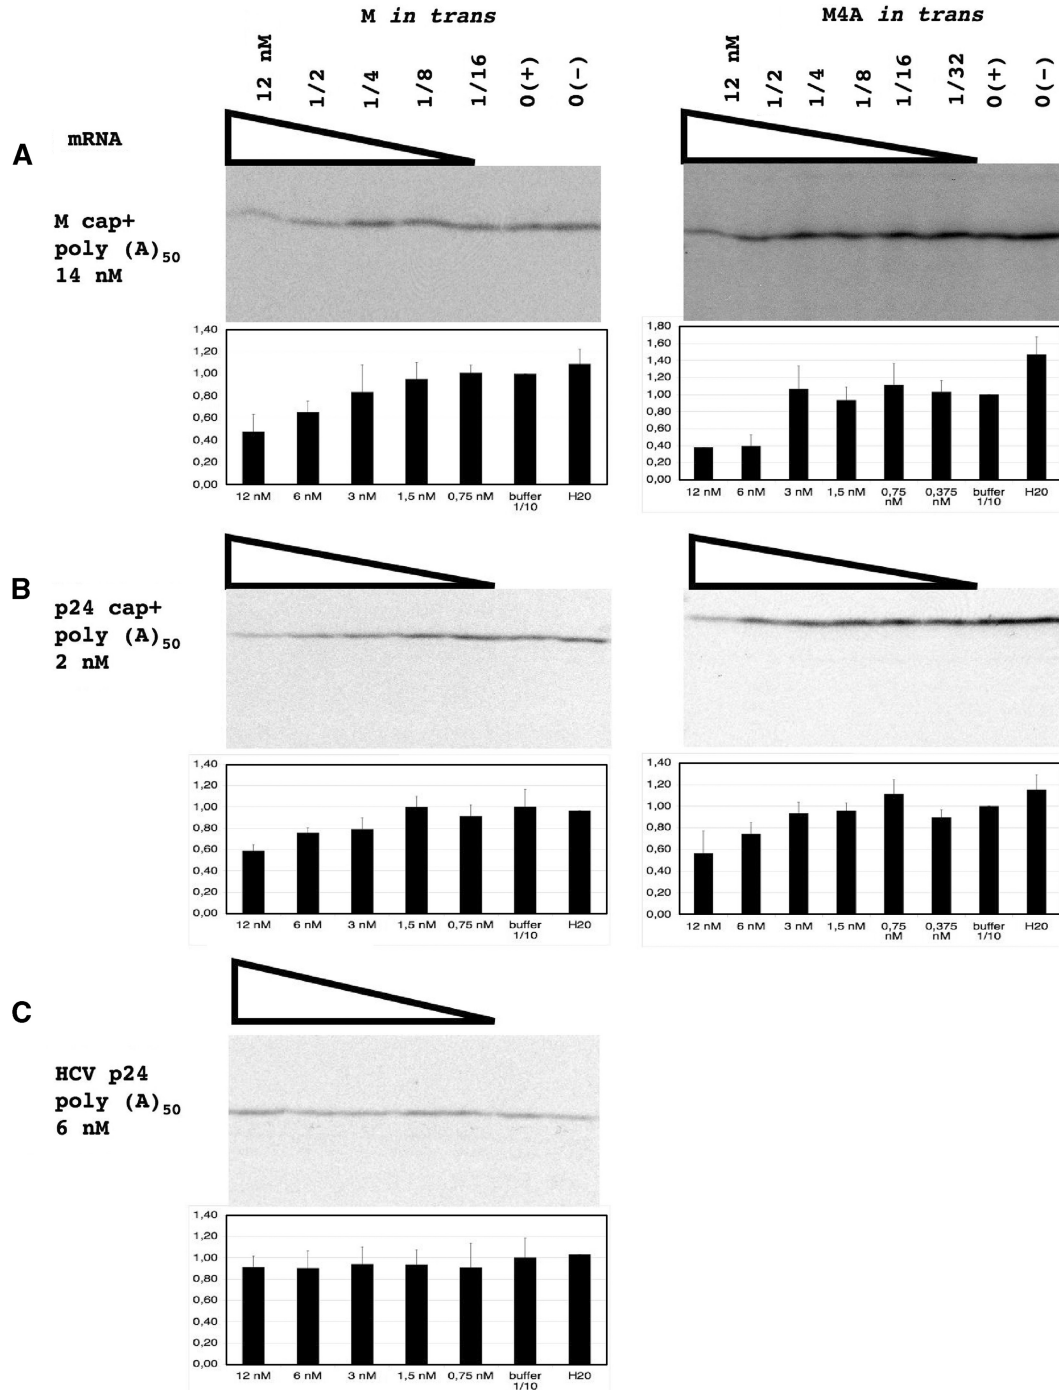 M in trans
M4A in trans
12 nM
1/2
1/4
1/8
1/16
0(+)
0(-)
12 nM
1/2
1/4
1/8
1/16
1/32
0(+)
0(-)
A
mRNA
M cap+
poly (A)50
14 nM
1,40
1,20
1,00
0,80
0,60
0,40
0,20
0,00
12 nM 6 nM 3 nM 1,5 nM 0,75 nM buffer 1/10 H20
1,80
1,60
1,40
1,20
1,00
0,80
0,60
0,40
0,20
0,00
12 nM 6 nM 3 nM 1,5 nM 0,75 nM 0,375 nM buffer 1/10 H20
B
p24 cap+
poly (A)50
2 nM
1,40
1,20
1,00
0,80
0,60
0,40
0,20
0,00
12 nM 6 nM 3 nM 1,5 nM 0,75 nM buffer 1/10 H20
1,40
1,20
1,00
0,80
0,60
0,40
0,20
0,00
12 nM 6 nM 3 nM 1,5 nM 0,75 nM 0,375 nM buffer 1/10 H20
C
HCV p24
poly (A)50
6 nM
1,40
1,20
1,00
0,80
0,60
0,40
0,20
0,00
12 nM 6 nM 3 nM 1,5 nM 0,75 nM buffer 1/10 H20